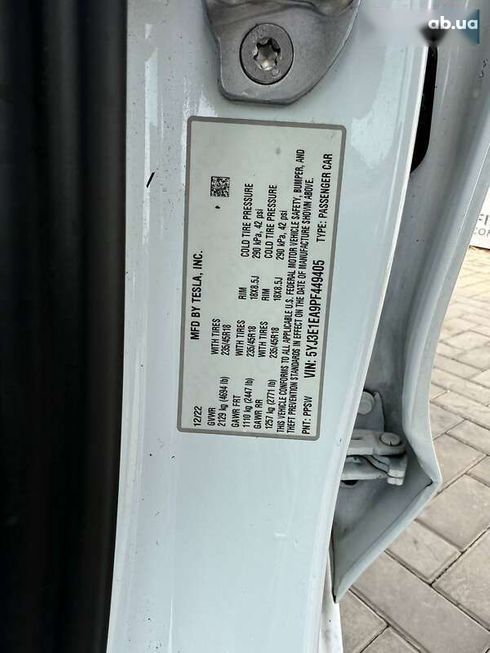 ab.ua
MFD BY TESLA, INC.
12/22
GVWR
2129 kg (4694 lb)
GAWR FRT WITH TIRES RIM COLD TIRE PRESSURE
1110 kg (2447 lb) 235/45R18 18X8.5J 290 kPa, 42 psi
GAWR RR WITH TIRES RIM COLD TIRE PRESSURE
1257 kg (2771 lb) 235/45R18 18X8.5J 290 kPa, 42 psi
THIS VEHICLE CONFORMS TO ALL APPLICABLE U.S. FEDERAL MOTOR VEHICLE SAFETY, BUMPER, AND
THEFT PREVENTION STANDARDS IN EFFECT ON THE DATE OF MANUFACTURE SHOWN ABOVE.
VIN: 5YJ3E1EA9PF449405 TYPE: PASSENGER CAR
PNT: PPSW